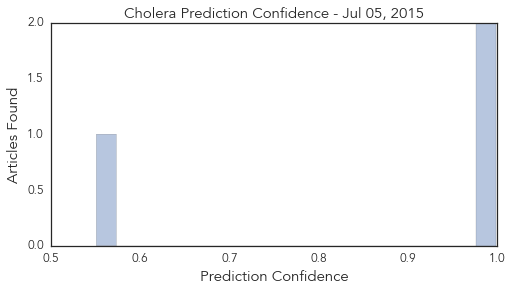 Cholera Prediction Confidence - Jul 05, 2015
2.0
1.5
1.0
0.5
0.0
Articles Found
0.5 0.6 0.7 0.8 0.9 1.0
Prediction Confidence